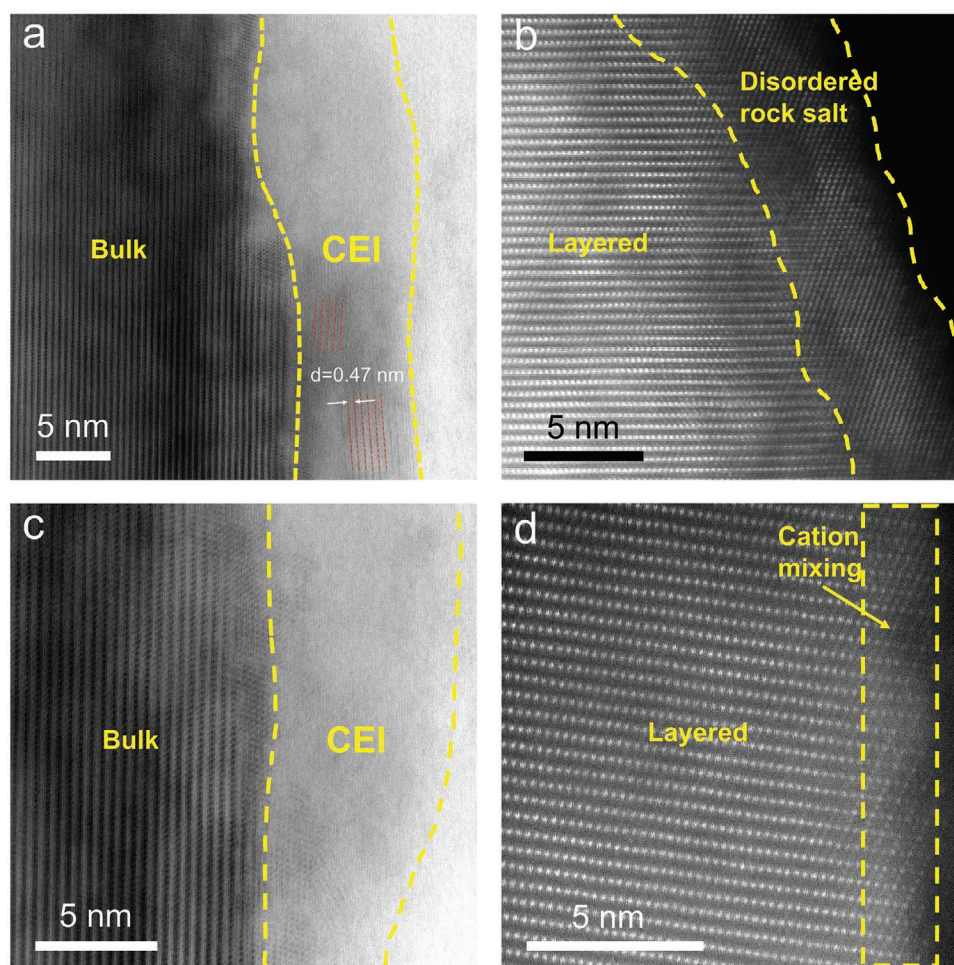 a
Bulk
CEI
d=0.47 nm
5 nm
b
Disordered
rock salt
Layered
5 nm
c
Bulk
CEI
5 nm
d
Cation
mixing
Layered
5 nm